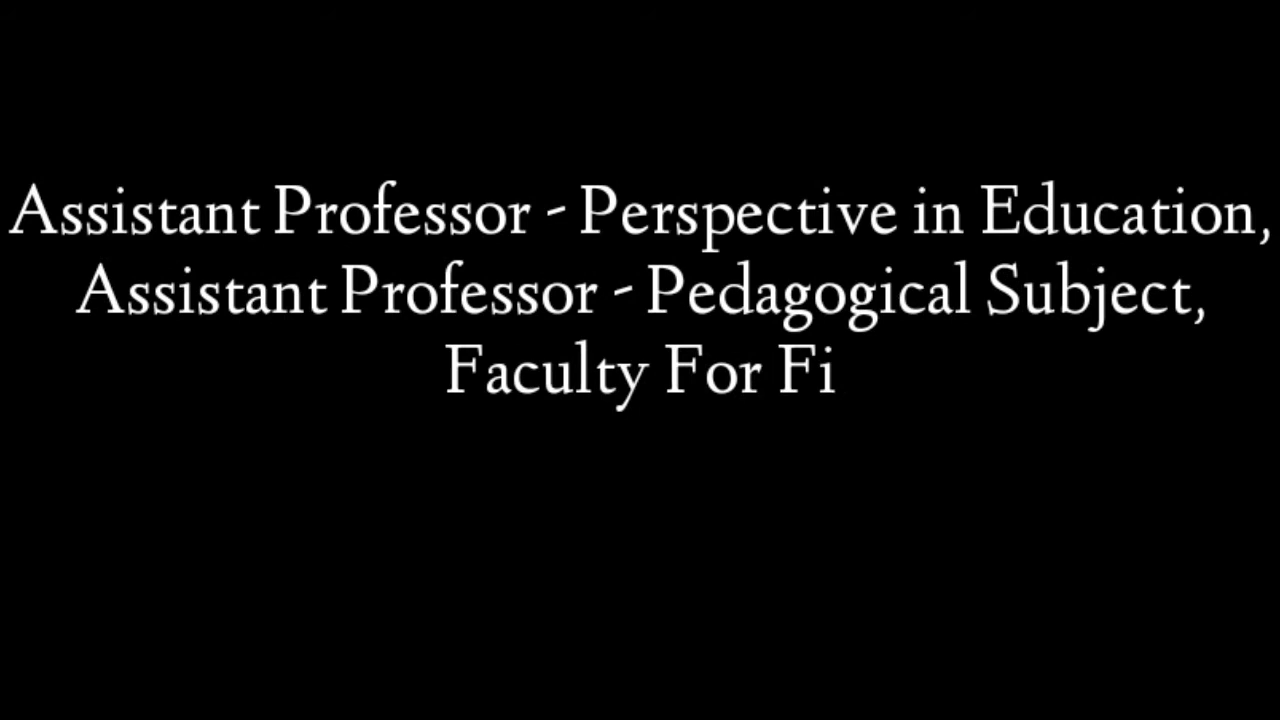 Assistant Professor - Perspective in Education,
Assistant Professor - Pedagogical Subject,
Faculty For Fi